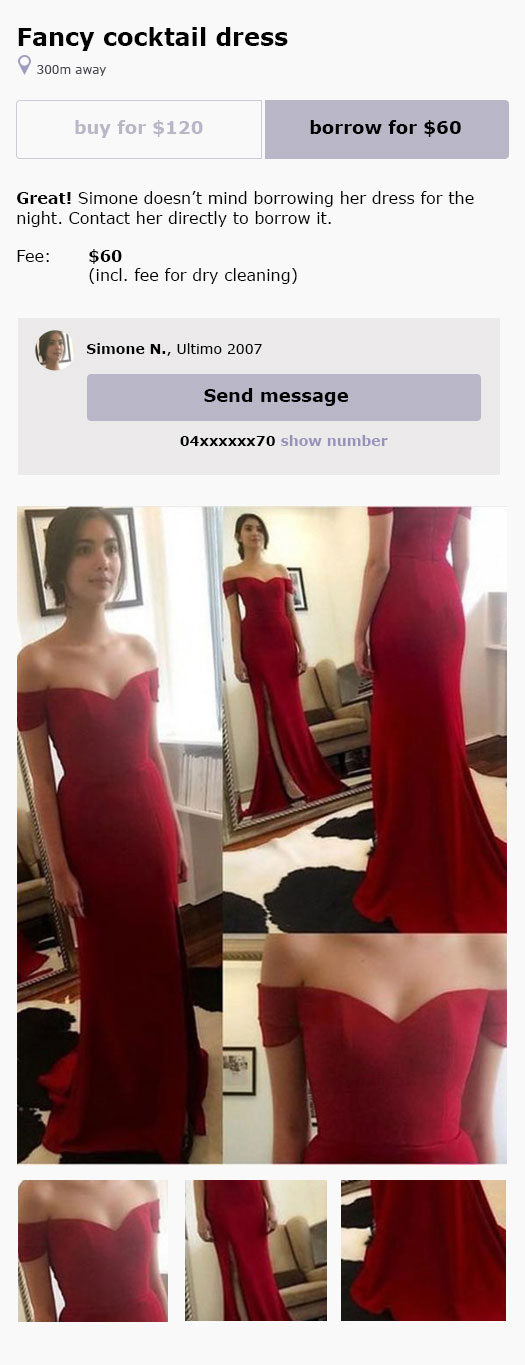 Fancy cocktail dress
300m away
buy for $120
borrow for $60
Great! Simone doesn’t mind borrowing her dress for the
night. Contact her directly to borrow it.
Fee: $60
(incl. fee for dry cleaning)
Simone N., Ultimo 2007
Send message
04xxxxxx70 show number